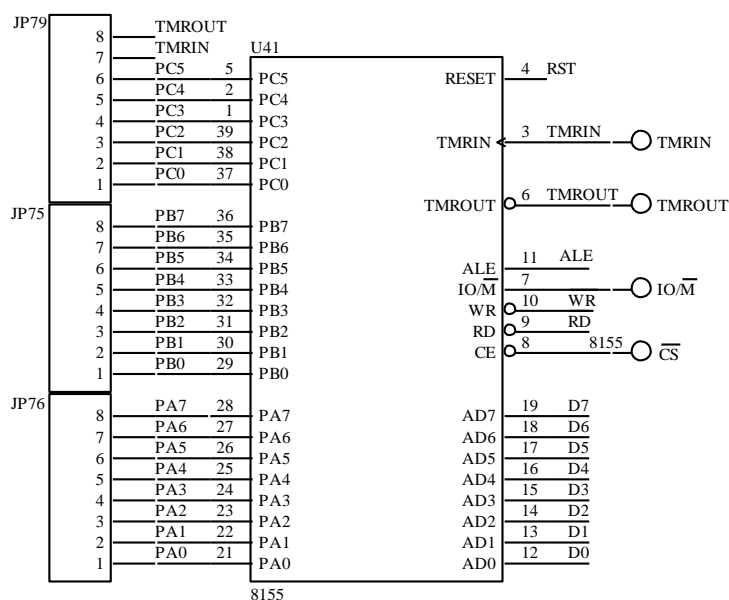 JP79
8 TMROUT
7 TMRIN U41
6 PC5 5 PC5 RESET 4 RST
5 PC4 2 PC4
4 PC3 1 PC3
3 PC2 39 PC2 TMRIN 3 TMRIN TMRIN
2 PC1 38 PC1
1 PC0 37 PC0
JP75 TMROUT 6 TMROUT TMROUT
8 PB7 36 PB7
7 PB6 35 PB6
6 PB5 34 PB5 ALE 11 ALE
5 PB4 33 PB4 IO/M̅ 7 IO/M̅
4 PB3 32 PB3 WR 10 W̅R̅
3 PB2 31 PB2 RD 9 R̅D̅
2 PB1 30 PB1 CE 8 8155 C̅S̅
1 PB0 29 PB0
JP76
8 PA7 28 PA7 AD7 19 D7
7 PA6 27 PA6 AD6 18 D6
6 PA5 26 PA5 AD5 17 D5
5 PA4 25 PA4 AD4 16 D4
4 PA3 24 PA3 AD3 15 D3
3 PA2 23 PA2 AD2 14 D2
2 PA1 22 PA1 AD1 13 D1
1 PA0 21 PA0 AD0 12 D0
8155